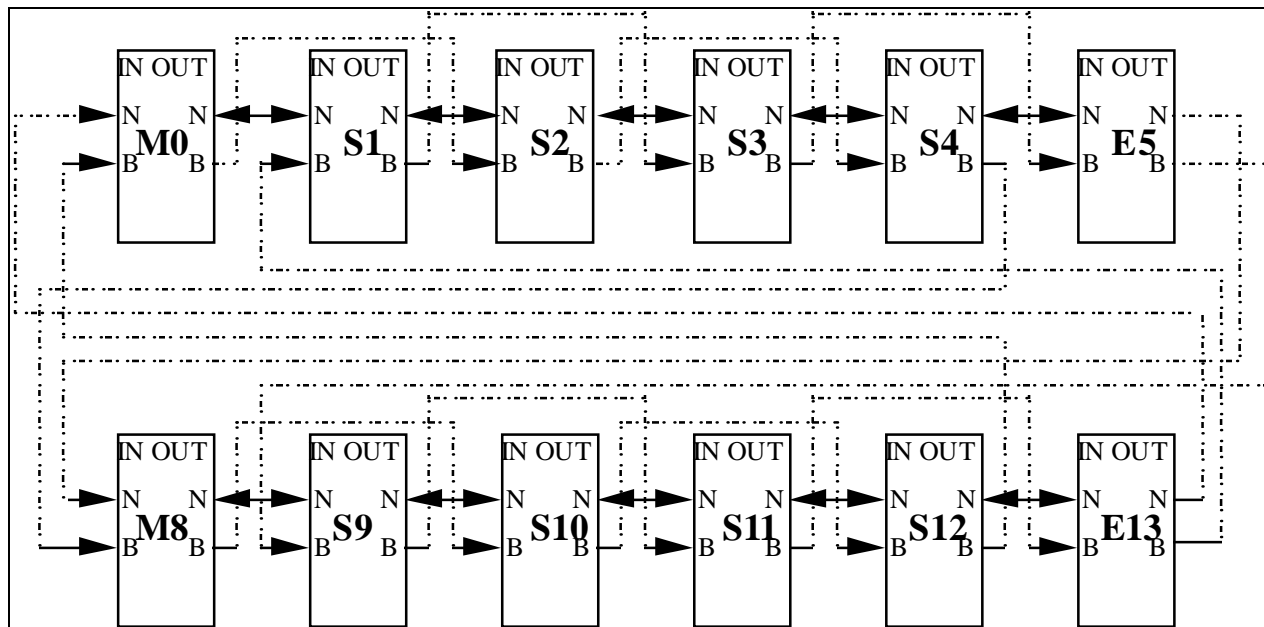 IN OUT IN OUT IN OUT IN OUT IN OUT IN OUT
N N N N N N N N N N N N
M0 S1 S2 S3 S4 E5
B B B B B B B B B B B B
IN OUT IN OUT IN OUT IN OUT IN OUT IN OUT
N N N N N N N N N N N N
M8 S9 S10 S11 S12 E13
B B B B B B B B B B B B